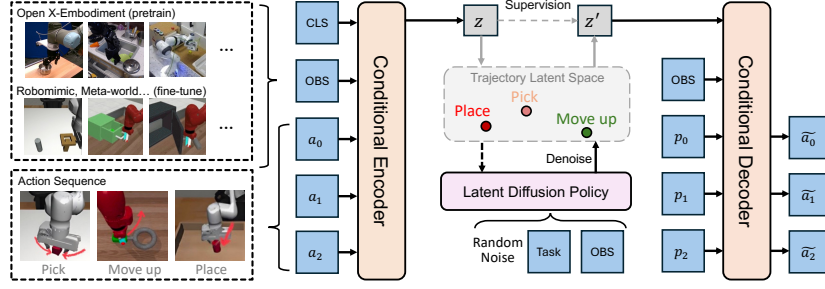 Open X-Embodiment (pretrain)
...
Robomimic, Meta-world... (fine-tune)
...
Action Sequence
Pick
Move up
Place
CLS
OBS
a0
a1
a2
Conditional Encoder
z
Supervision
z′
Trajectory Latent Space
Pick
Place
Move up
Denoise
Latent Diffusion Policy
Random
Noise
Task
OBS
OBS
p0
p1
p2
Conditional Decoder
ã0
ã1
ã2